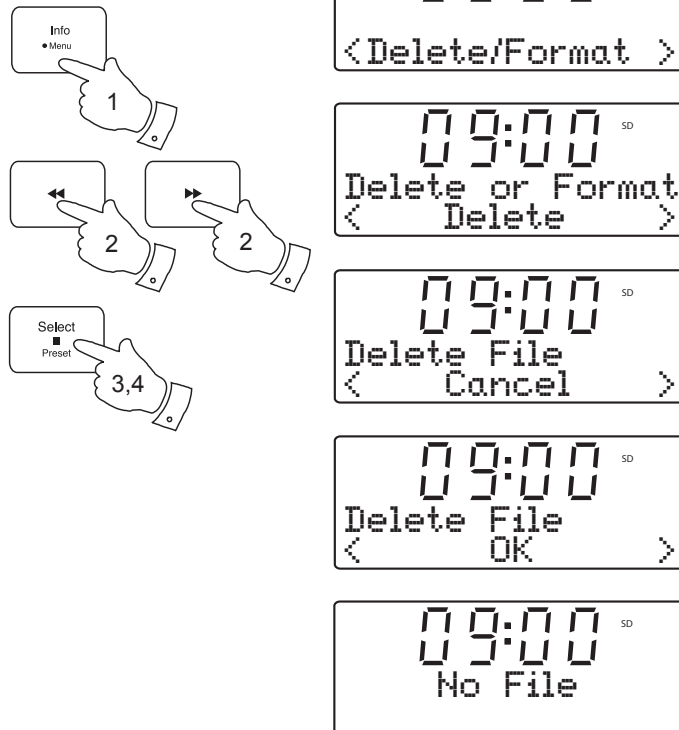 Info
• Menu
1
◀◀
▶▶
2
2
Select
■
Preset
3,4
<Delete/Format >
09:00 SD
Delete or Format
< Delete >
09:00 SD
Delete File
< Cancel >
09:00 SD
Delete File
< OK >
09:00 SD
No File